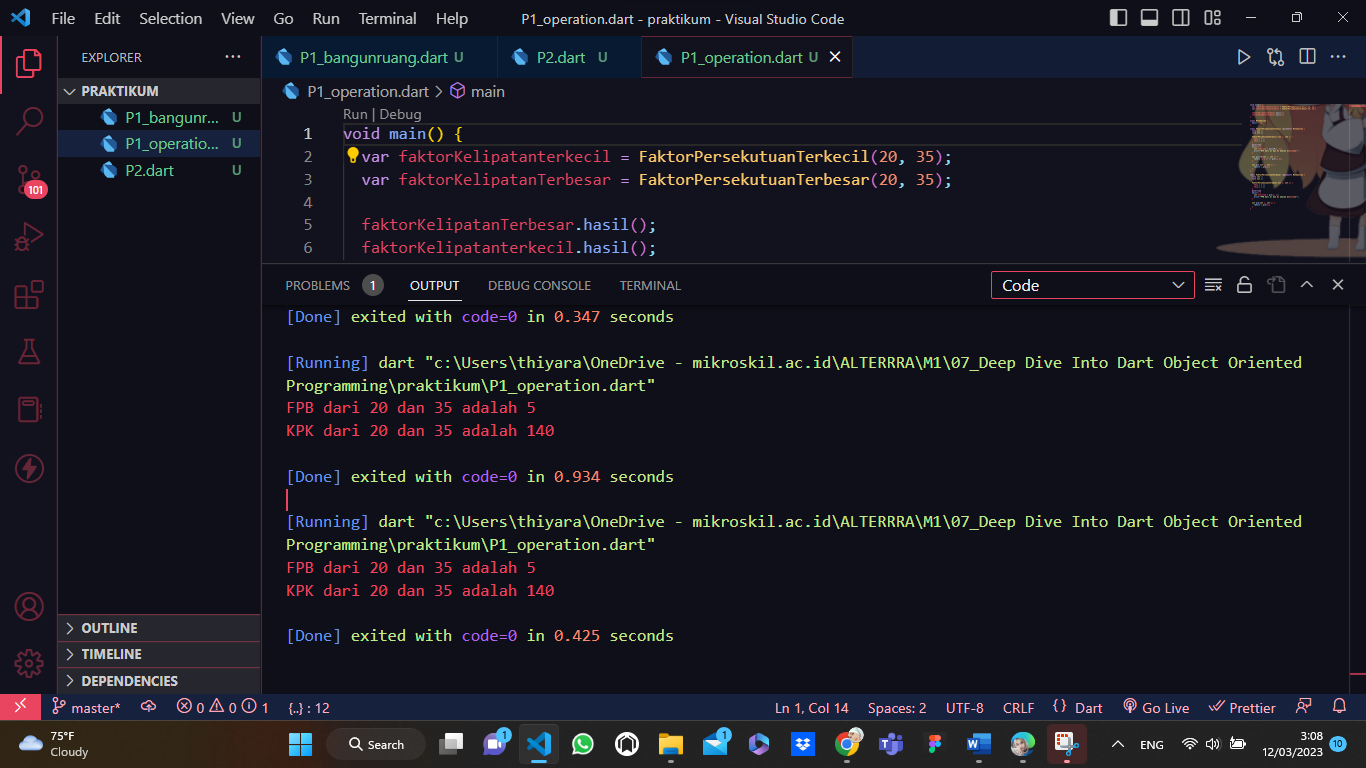 File Edit Selection View Go Run Terminal Help P1_operation.dart - praktikum - Visual Studio Code
EXPLORER
P1_bangunruang.dart U P2.dart U P1_operation.dart U
PRAKTIKUM
P1_bangunr... U
P1_operatio... U
P2.dart U
P1_operation.dart > main
Run | Debug
1 void main() {
2 var faktorKelipatanterkecil = FaktorPersekutuanTerkecil(20, 35);
3 var faktorKelipatanTerbesar = FaktorPersekutuanTerbesar(20, 35);
4
5 faktorKelipatanTerbesar.hasil();
6 faktorKelipatanterkecil.hasil();
101
PROBLEMS 1 OUTPUT DEBUG CONSOLE TERMINAL Code
[Done] exited with code=0 in 0.347 seconds
[Running] dart "c:\Users\thiyara\OneDrive - mikroskil.ac.id\ALTERRRA\M1\07_Deep Dive Into Dart Object Oriented
Programming\praktikum\P1_operation.dart"
FPB dari 20 dan 35 adalah 5
KPK dari 20 dan 35 adalah 140
[Done] exited with code=0 in 0.934 seconds
[Running] dart "c:\Users\thiyara\OneDrive - mikroskil.ac.id\ALTERRRA\M1\07_Deep Dive Into Dart Object Oriented
Programming\praktikum\P1_operation.dart"
FPB dari 20 dan 35 adalah 5
KPK dari 20 dan 35 adalah 140
[Done] exited with code=0 in 0.425 seconds
OUTLINE
TIMELINE
DEPENDENCIES
master* 0 0 1 {..} : 12 Ln 1, Col 14 Spaces: 2 UTF-8 CRLF {} Dart Go Live Prettier
75°F
Cloudy
Search
1
1
ENG
3:08
12/03/2023
10